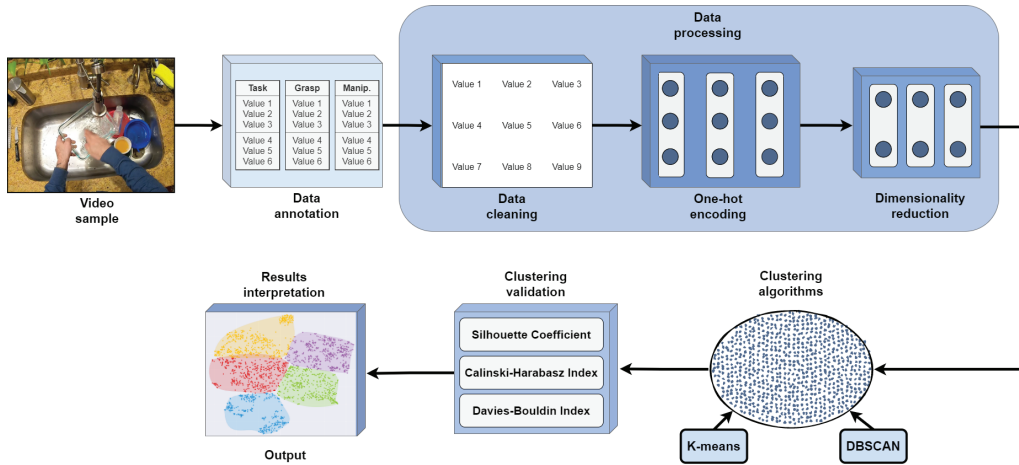 Data
processing
Task Grasp Manip.
Value 1 Value 1 Value 1
Value 2 Value 2 Value 2
Value 3 Value 3 Value 3
Value 4 Value 4 Value 4
Value 5 Value 5 Value 5
Value 6 Value 6 Value 6
Value 1 Value 2 Value 3
Value 4 Value 5 Value 6
Value 7 Value 8 Value 9
Video
sample
Data
annotation
Data
cleaning
One-hot
encoding
Dimensionality
reduction
Results
interpretation
Clustering
validation
Clustering
algorithms
Silhouette Coefficient
Calinski-Harabasz Index
Davies-Bouldin Index
K-means
DBSCAN
Output